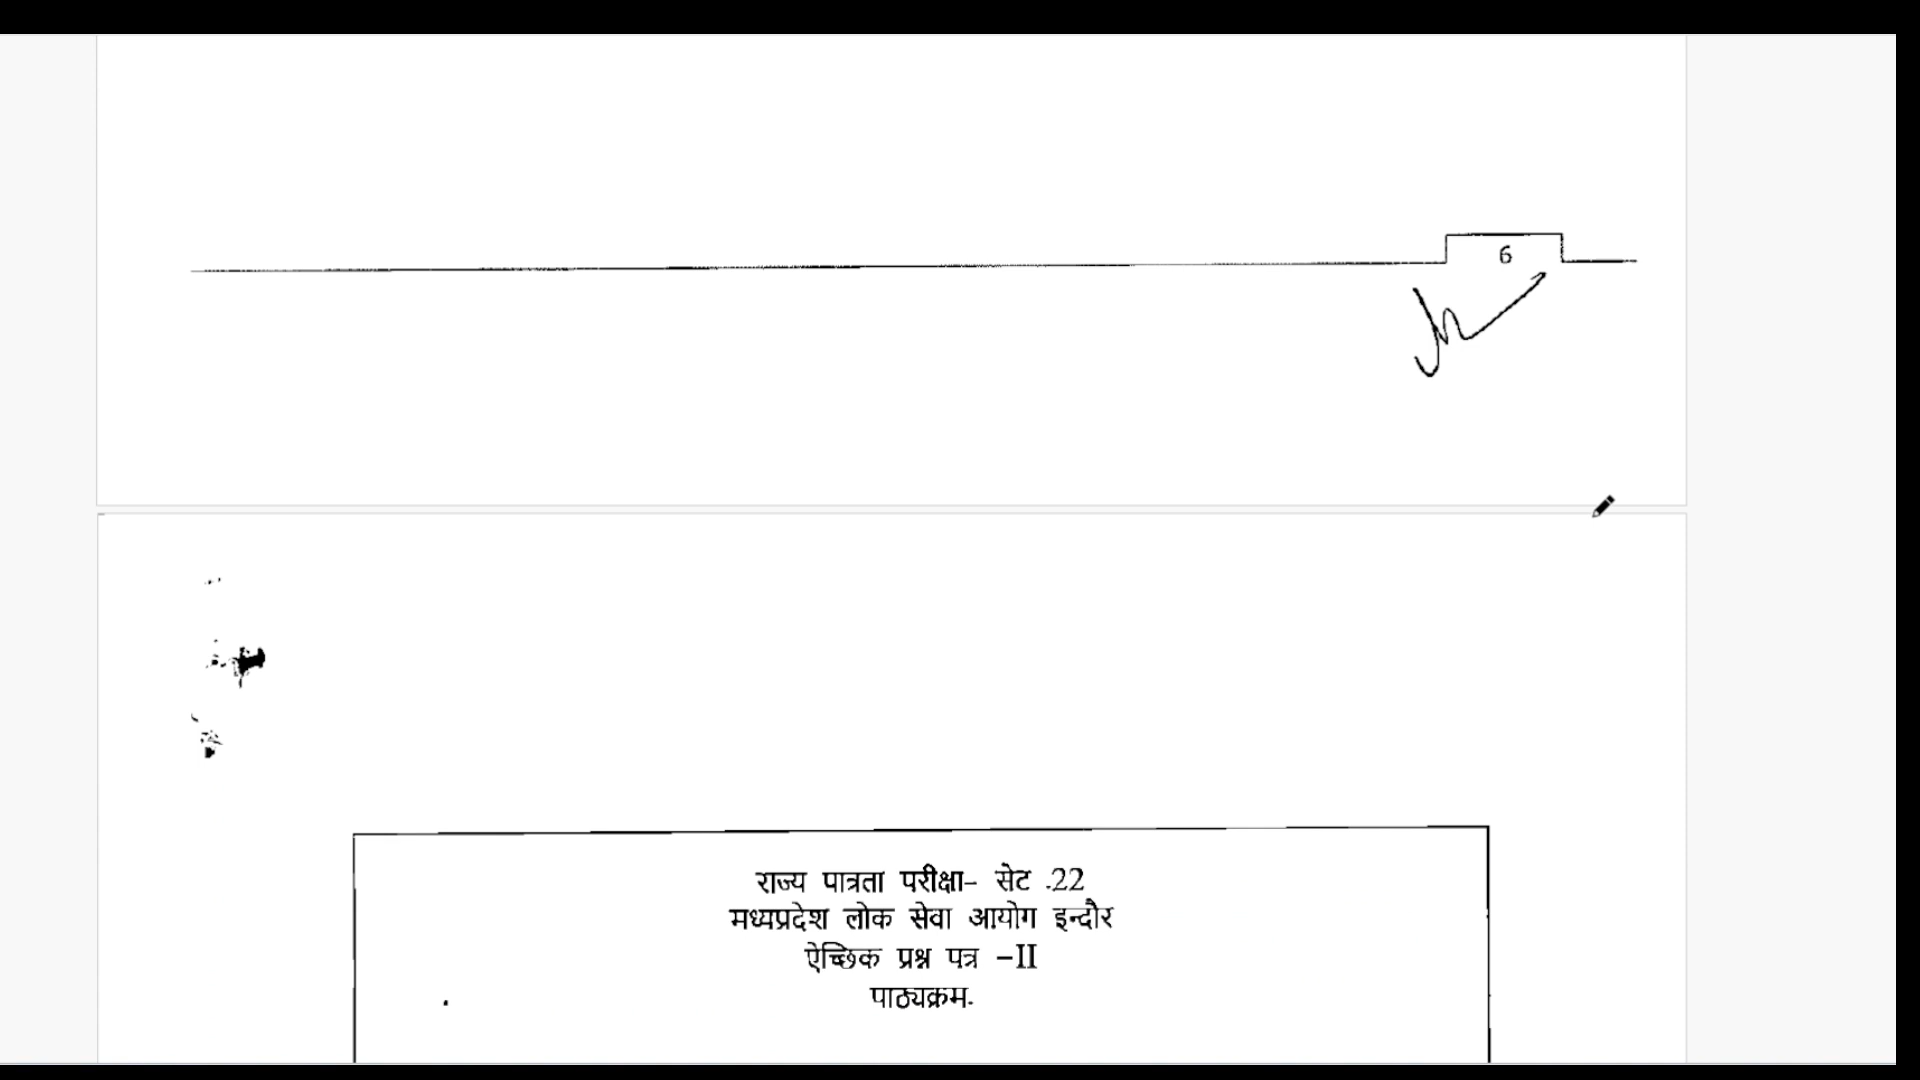 6
राज्य पात्रता परीक्षा- सेट .22
मध्यप्रदेश लोक सेवा आयोग इन्दौर
ऐच्छिक प्रश्न पत्र -II
पाठ्यक्रम.